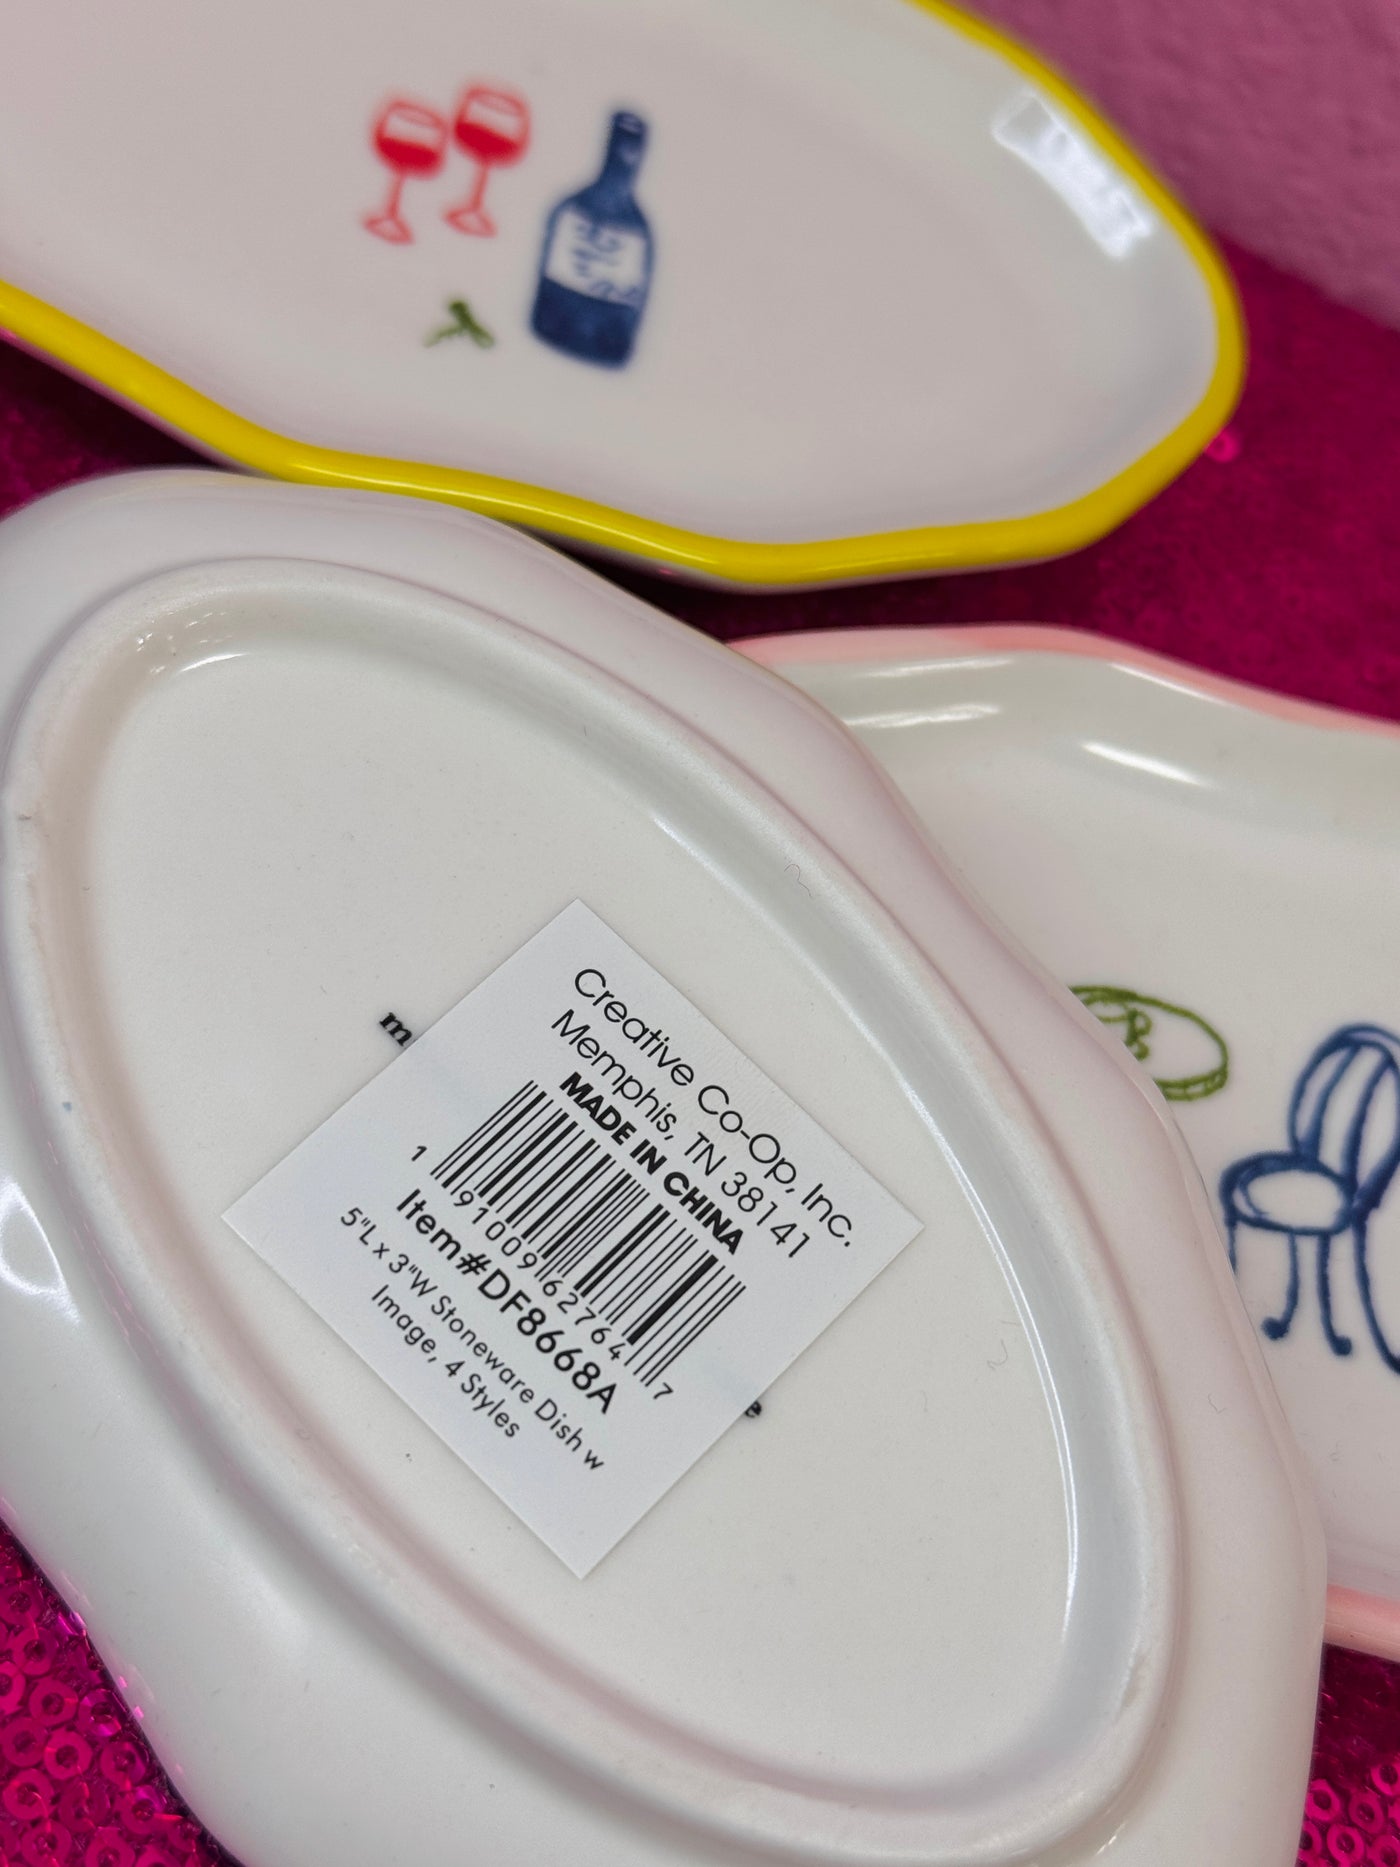 Creative Co-Op, Inc.
Memphis, TN 38141
MADE IN CHINA
1 91009 62764 7
Item#DF8668A
5"L x 3"W Stoneware Dish w
Image, 4 Styles
m
e